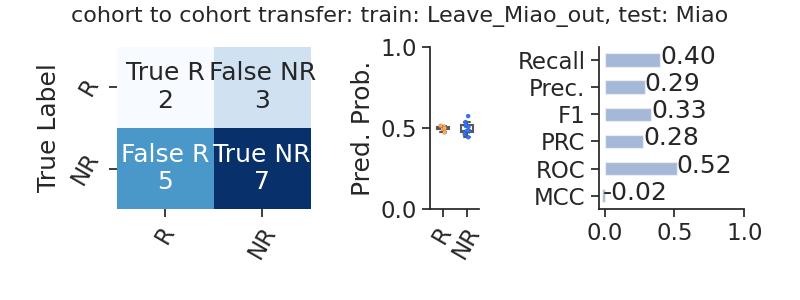 cohort to cohort transfer: train: Leave_Miao_out, test: Miao
True Label
R
NR
True R
2
False NR
3
False R
5
True NR
7
R
NR
Pred. Prob.
1.0
0.5
0.0
R
NR
Recall
0.40
Prec.
0.29
F1
0.33
PRC
0.28
ROC
0.52
MCC
-0.02
0.0
0.5
1.0